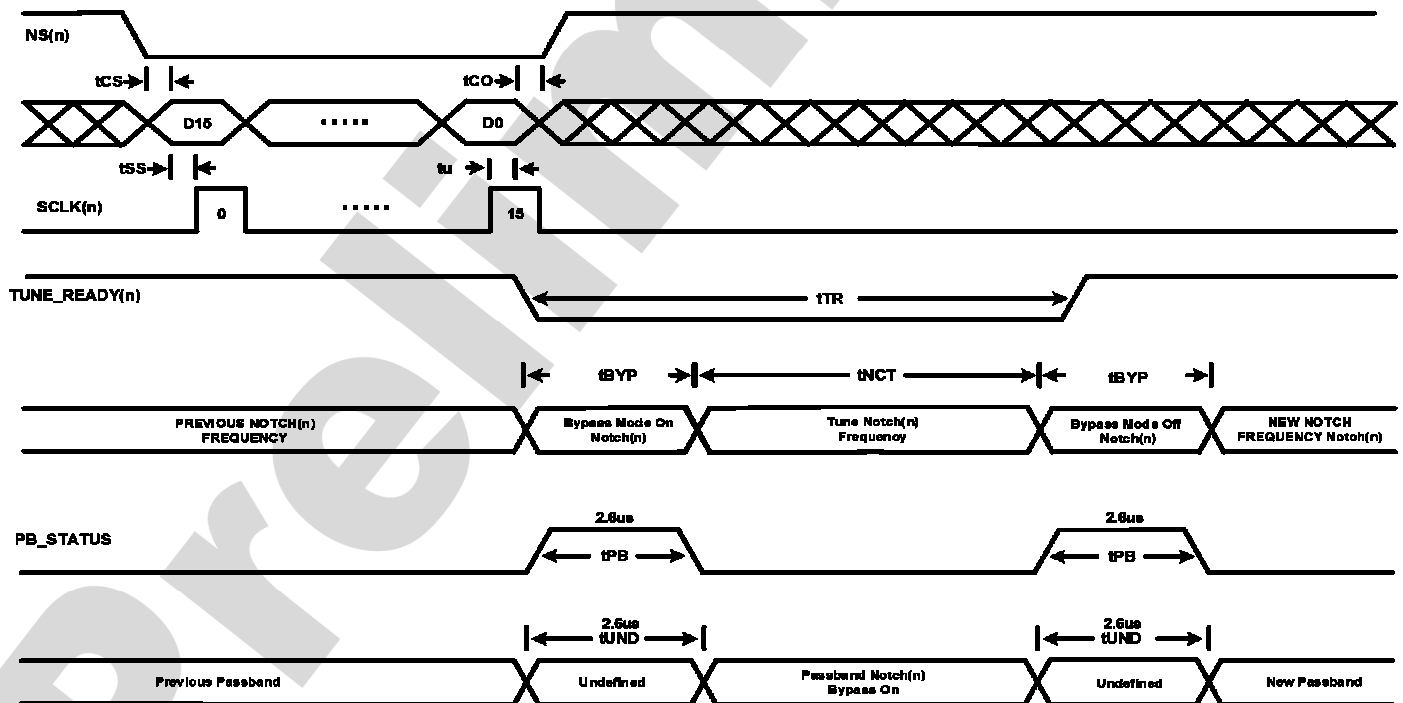 NS(n)
tCS
tCO
D15
.....
D0
tSS
tu
SCLK(n)
0
.....
15
TUNE_READY(n)
tTR
tBYP
tNCT
tBYP
PREVIOUS NOTCH(n)
FREQUENCY
Bypass Mode On
Notch(n)
Tune Notch(n)
Frequency
Bypass Mode Off
Notch(n)
NEW NOTCH
FREQUENCY Notch(n)
PB_STATUS
2.6us
tPB
2.6us
tPB
2.6us
tUND
2.6us
tUND
Previous Passband
Undefined
Passband Notch(n)
Bypass On
Undefined
New Passband
Prelim